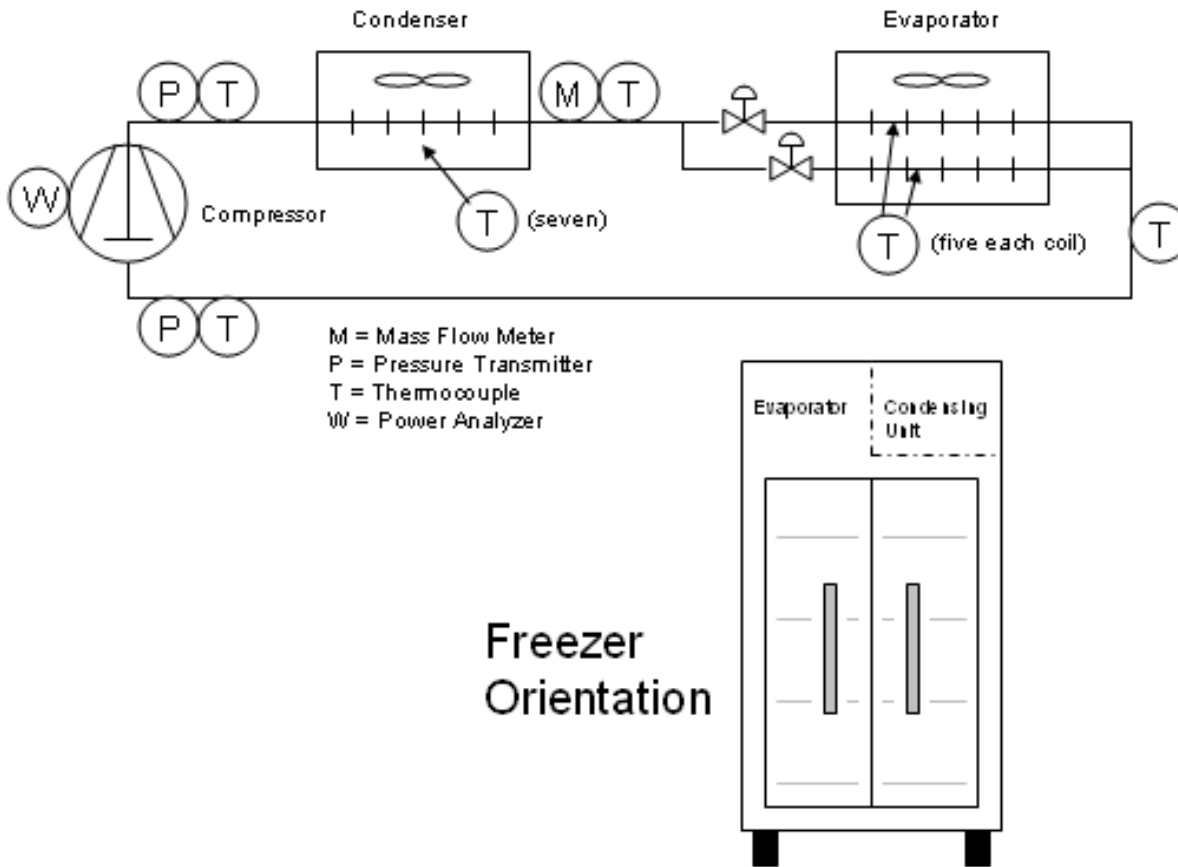 Condenser
Evaporator
P
T
M
T
W
Compressor
T
(seven)
T
(five each coil)
T
P
T
M = Mass Flow Meter
P = Pressure Transmitter
T = Thermocouple
W = Power Analyzer
Evaporator
Condensing
Unit
Freezer
Orientation